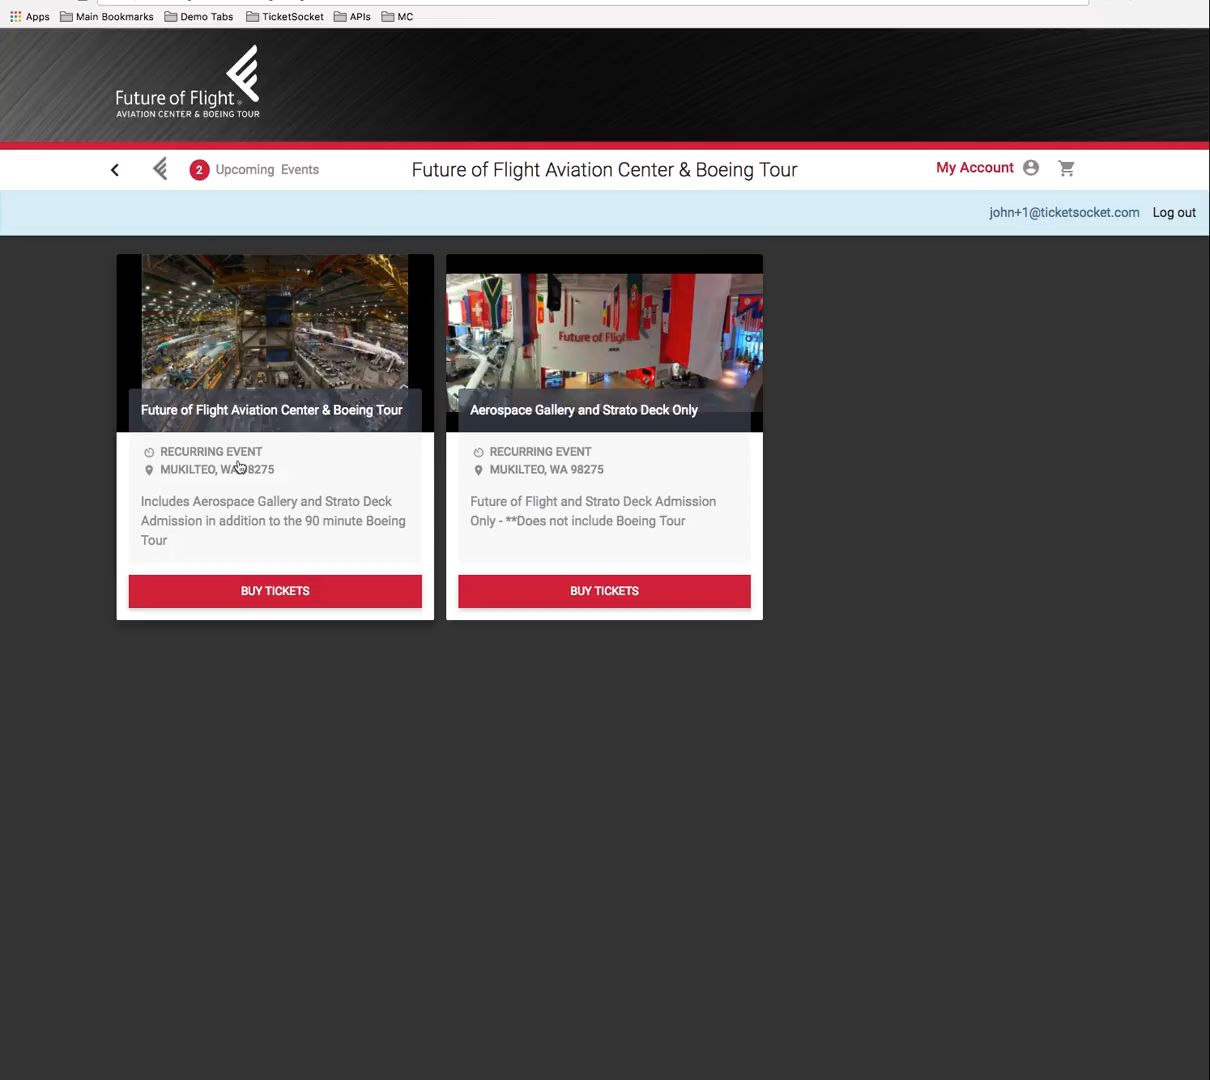 Apps Main Bookmarks Demo Tabs TicketSocket APIs MC
Future of Flight
AVIATION CENTER & BOEING TOUR
2 Upcoming Events Future of Flight Aviation Center & Boeing Tour My Account
john+1@ticketsocket.com Log out
Future of Flight
Future of Flight Aviation Center & Boeing Tour
RECURRING EVENT
MUKILTEO, WA 98275
Includes Aerospace Gallery and Strato Deck
Admission in addition to the 90 minute Boeing
Tour
BUY TICKETS
Aerospace Gallery and Strato Deck Only
RECURRING EVENT
MUKILTEO, WA 98275
Future of Flight and Strato Deck Admission
Only - **Does not include Boeing Tour
BUY TICKETS